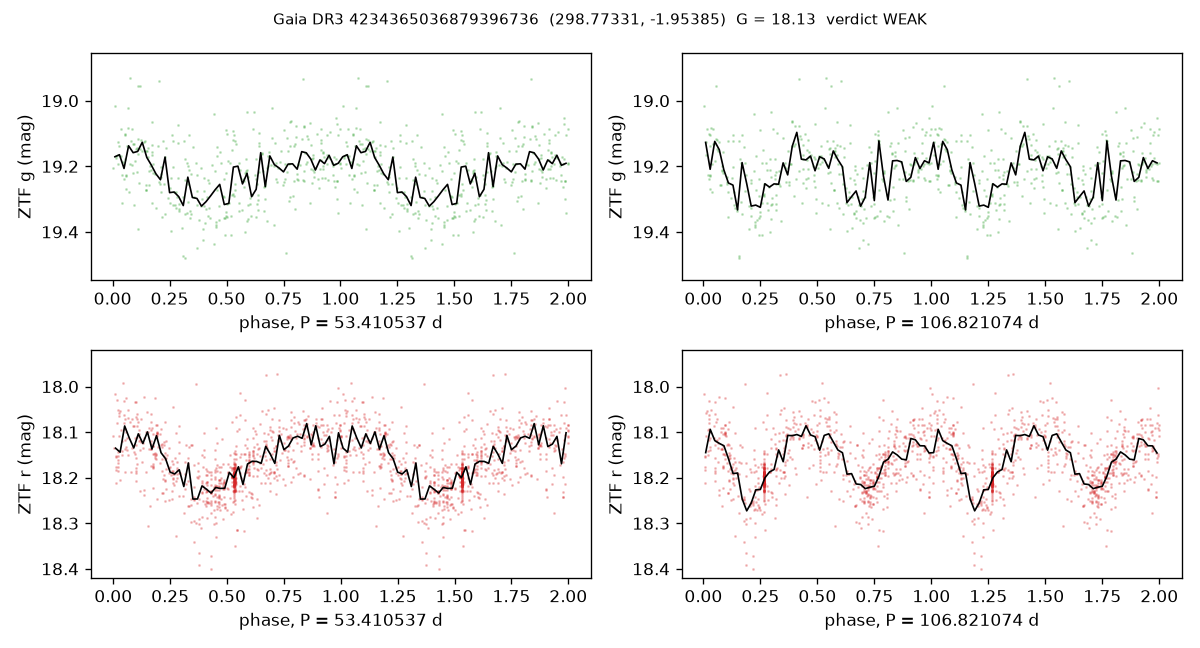 Gaia DR3 4234365036879396736  (298.77331, -1.95385)  G = 18.13  verdict WEAK
ZTF g (mag)
19.0
19.2
19.4
0.00 0.25 0.50 0.75 1.00 1.25 1.50 1.75 2.00
phase, P = 53.410537 d
ZTF g (mag)
19.0
19.2
19.4
0.00 0.25 0.50 0.75 1.00 1.25 1.50 1.75 2.00
phase, P = 106.821074 d
ZTF r (mag)
18.0
18.1
18.2
18.3
18.4
0.00 0.25 0.50 0.75 1.00 1.25 1.50 1.75 2.00
phase, P = 53.410537 d
ZTF r (mag)
18.0
18.1
18.2
18.3
18.4
0.00 0.25 0.50 0.75 1.00 1.25 1.50 1.75 2.00
phase, P = 106.821074 d